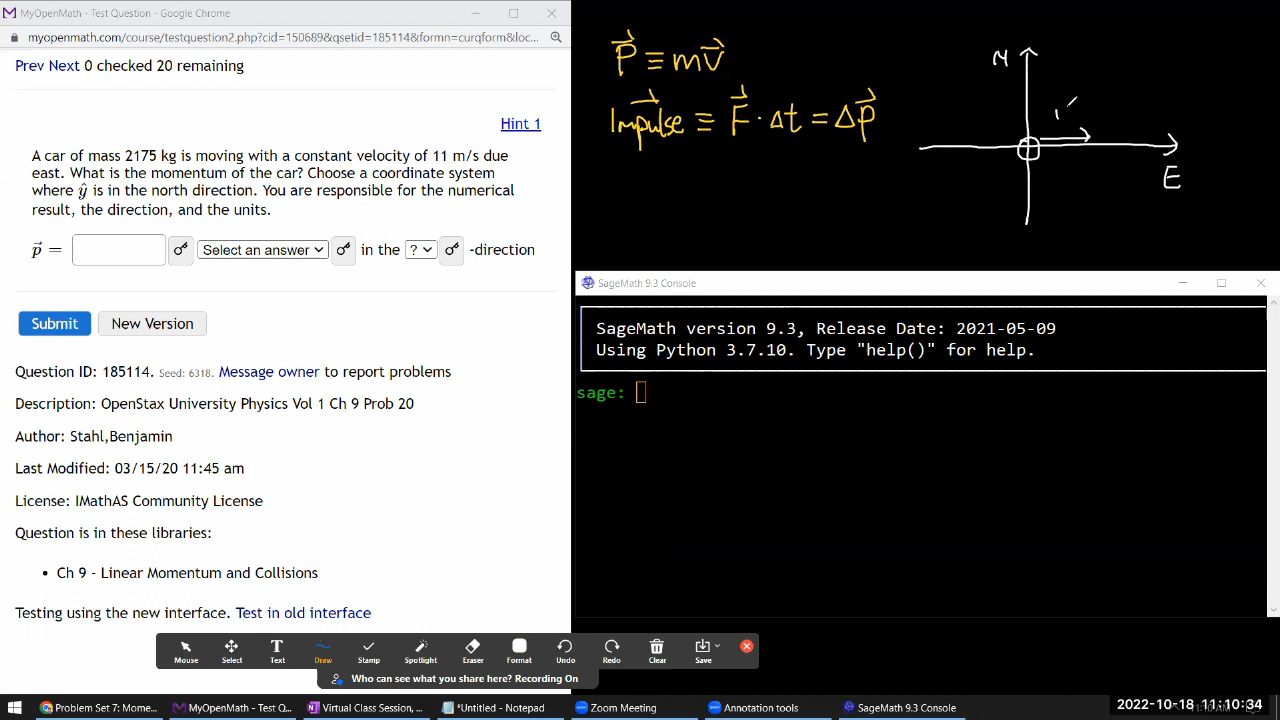 MyOpenMath - Test Question - Google Chrome
myopenmath.com/course/testquestion2.php?cid=150689&qsetid=185114&formn=curqform&loc...
Prev Next 0 checked 20 remaining
Hint 1
A car of mass 2175 kg is moving with a constant velocity of 11 m/s due
east. What is the momentum of the car? Choose a coordinate system
where ŷ is in the north direction. You are responsible for the numerical
result, the direction, and the units.
p⃗ = Select an answer in the ? -direction
Submit New Version
Question ID: 185114. Seed: 6318. Message owner to report problems
Description: OpenStax University Physics Vol 1 Ch 9 Prob 20
Author: Stahl,Benjamin
Last Modified: 03/15/20 11:45 am
License: IMathAS Community License
Question is in these libraries:
• Ch 9 - Linear Momentum and Collisions
Testing using the new interface. Test in old interface
P⃗ ≡ mv⃗
Impulse ≡ F⃗ · Δt = ΔP⃗
N
E
SageMath 9.3 Console
SageMath version 9.3, Release Date: 2021-05-09
Using Python 3.7.10. Type "help()" for help.
sage:
Mouse Select Text Draw Stamp Spotlight Eraser Format Undo Redo Clear Save
Who can see what you share here? Recording On
Problem Set 7: Mome... MyOpenMath - Test Q... Virtual Class Session, ... *Untitled - Notepad Zoom Meeting Annotation tools SageMath 9.3 Console 2022-10-18 11:10:34